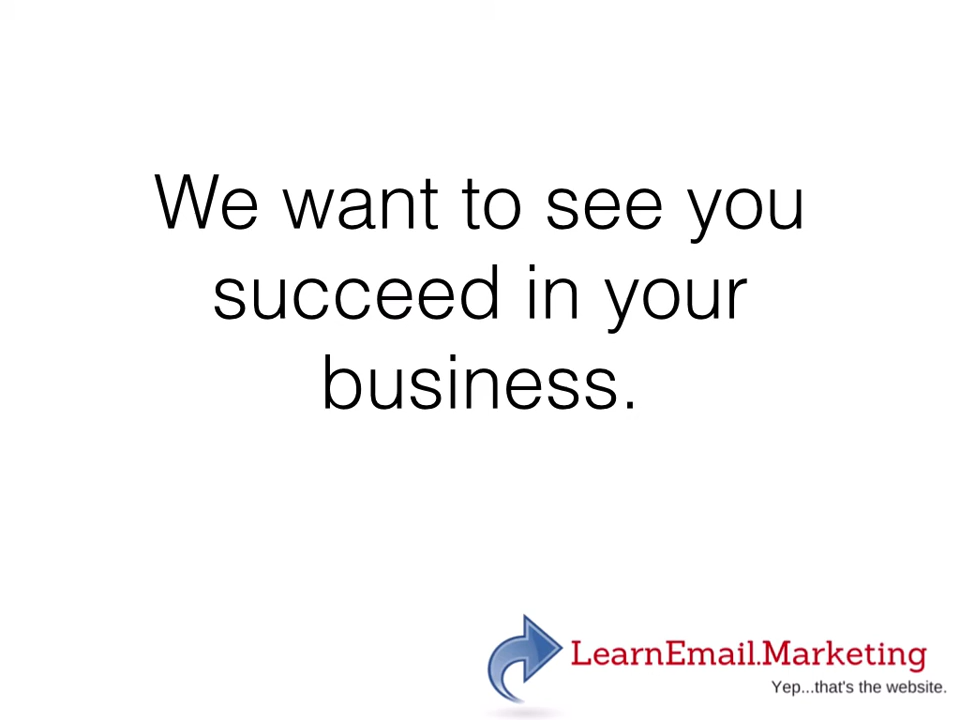 We want to see you
succeed in your
business.
LearnEmail.Marketing
Yep...that's the website.